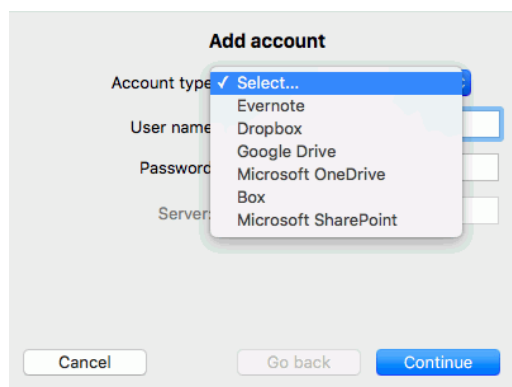 Add account
Account type
✓ Select...
Evernote
User name
Dropbox
Google Drive
Password
Microsoft OneDrive
Box
Server:
Microsoft SharePoint
Cancel
Go back
Continue